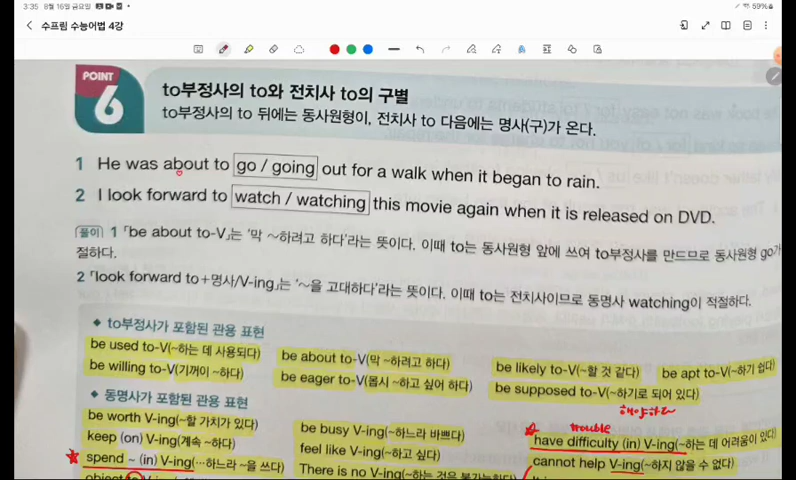 3:35 8월 16일 금요일
59%
수프림 수능어법 4강
POINT 6
to부정사의 to와 전치사 to의 구별
to부정사의 to 뒤에는 동사원형이, 전치사 to 다음에는 명사(구)가 온다.
1 He was about to go / going out for a walk when it began to rain.
2 I look forward to watch / watching this movie again when it is released on DVD.
풀이 1 「be about to-V」는 '막 ~하려고 하다'라는 뜻이다. 이때 to는 동사원형 앞에 쓰여 to부정사를 만드므로 동사원형 go가
절하다.
2 「look forward to+명사/V-ing」는 '~을 고대하다'라는 뜻이다. 이때 to는 전치사이므로 동명사 watching이 적절하다.
◆ to부정사가 포함된 관용 표현
be used to-V(~하는 데 사용되다) be about to-V(막 ~하려고 하다) be likely to-V(~할 것 같다) be apt to-V(~하기 쉽다)
be willing to-V(기꺼이 ~하다) be eager to-V(몹시 ~하고 싶어 하다) be supposed to-V(~하기로 되어 있다)
해야한다
◆ 동명사가 포함된 관용 표현
trouble
be worth V-ing(~할 가치가 있다) be busy V-ing(~하느라 바쁘다) have difficulty (in) V-ing(~하는 데 어려움이 있다)
keep (on) V-ing(계속 ~하다) feel like V-ing(~하고 싶다) cannot help V-ing(~하지 않을 수 없다)
spend ~ (in) V-ing(…하느라 ~을 쓰다) There is no V-ing(~하는 것은 불가능하다)
object to